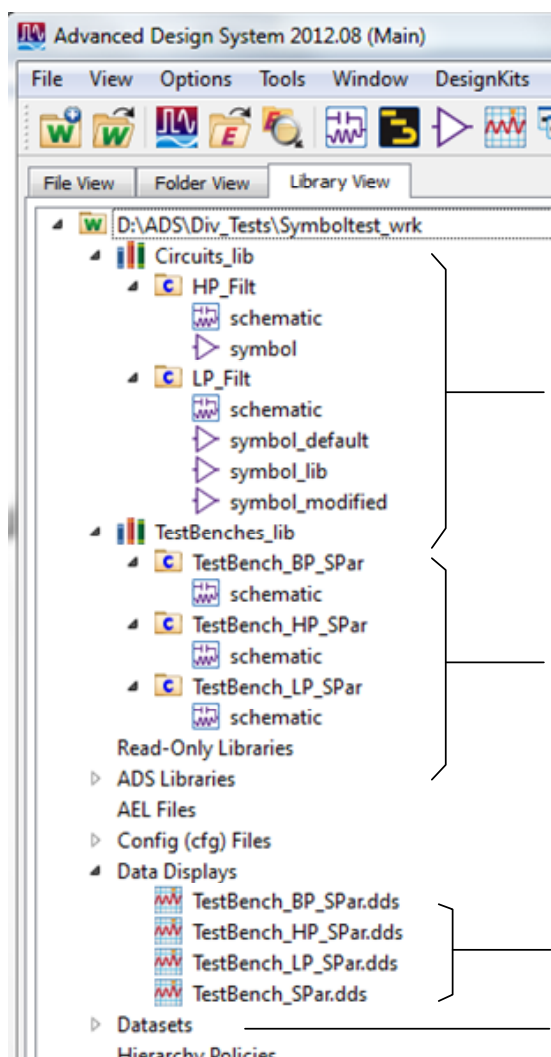 Advanced Design System 2012.08 (Main)
File View Options Tools Window DesignKits
File View Folder View Library View
D:\ADS\Div_Tests\Symboltest_wrk
Circuits_lib
HP_Filt
schematic
symbol
LP_Filt
schematic
symbol_default
symbol_lib
symbol_modified
TestBenches_lib
TestBench_BP_SPar
schematic
TestBench_HP_SPar
schematic
TestBench_LP_SPar
schematic
Read-Only Libraries
ADS Libraries
AEL Files
Config (cfg) Files
Data Displays
TestBench_BP_SPar.dds
TestBench_HP_SPar.dds
TestBench_LP_SPar.dds
TestBench_SPar.dds
Datasets
Hierarchy Policies